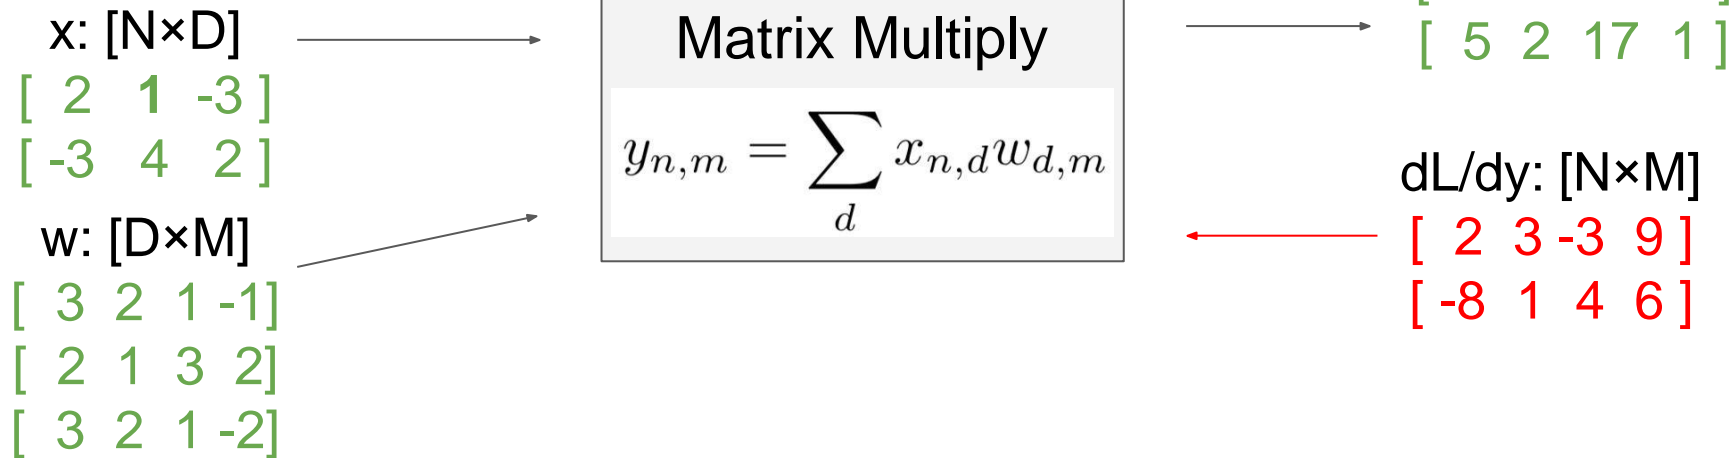 x: [N×D]
[ 2 1 -3 ]
[ -3 4 2 ]
w: [D×M]
[ 3 2 1 -1]
[ 2 1 3 2]
[ 3 2 1 -2]
Matrix Multiply
y_{n,m} = \sum_{d} x_{n,d} w_{d,m}
[ 5 2 17 1 ]
dL/dy: [N×M]
[ 2 3 -3 9 ]
[ -8 1 4 6 ]